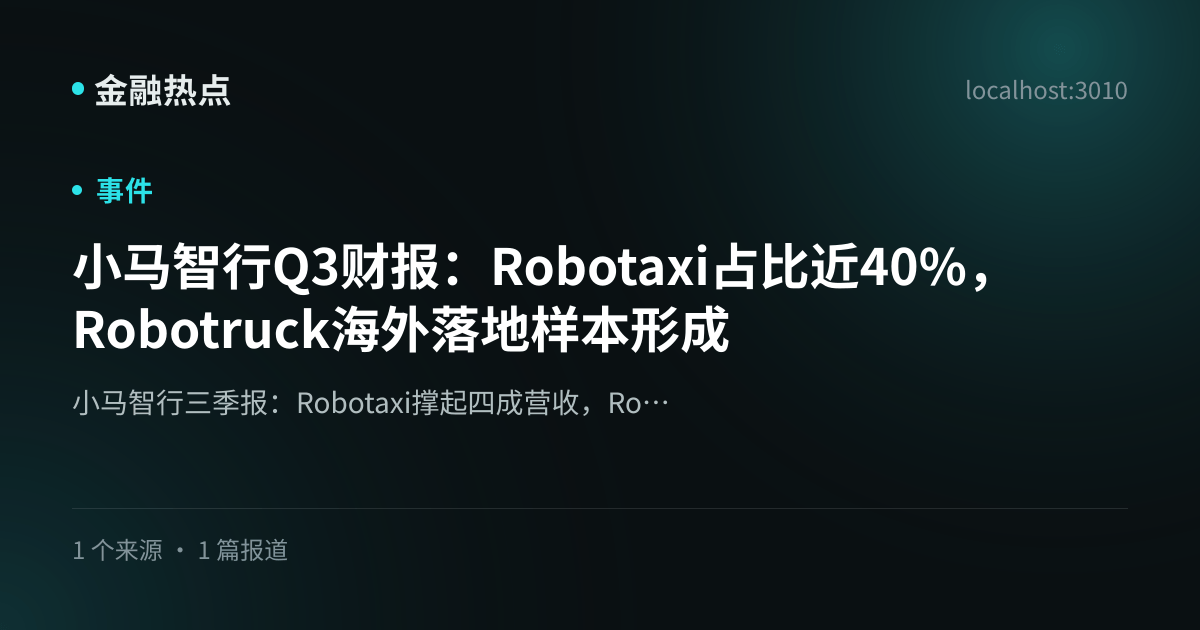 金融热点
localhost:3010
事件
小马智行Q3财报：Robotaxi占比近40%，
Robotruck海外落地样本形成
小马智行三季报：Robotaxi撑起四成营收，Ro…
1 个来源 · 1 篇报道